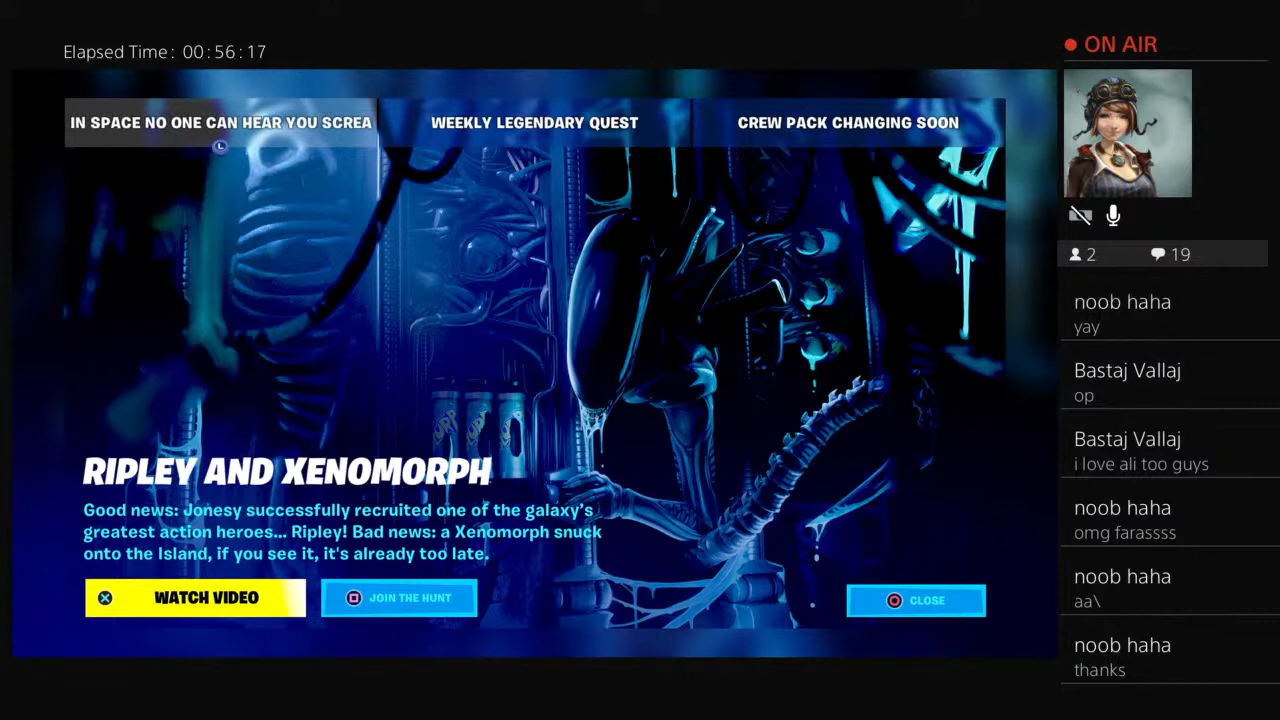 Elapsed Time: 00:56:17
ON AIR
IN SPACE NO ONE CAN HEAR YOU SCREA
WEEKLY LEGENDARY QUEST
CREW PACK CHANGING SOON
L
2
19
noob haha
yay
Bastaj Vallaj
op
Bastaj Vallaj
i love ali too guys
noob haha
omg farassss
noob haha
aa\
noob haha
thanks
RIPLEY AND XENOMORPH
Good news: Jonesy successfully recruited one of the galaxy's
greatest action heroes... Ripley! Bad news: a Xenomorph snuck
onto the Island, if you see it, it's already too late.
WATCH VIDEO
JOIN THE HUNT
CLOSE